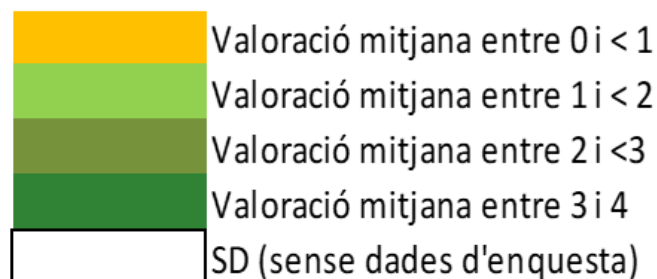 Valoració mitjana entre 0 i < 1
Valoració mitjana entre 1 i < 2
Valoració mitjana entre 2 i <3
Valoració mitjana entre 3 i 4
SD (sense dades d'enquesta)